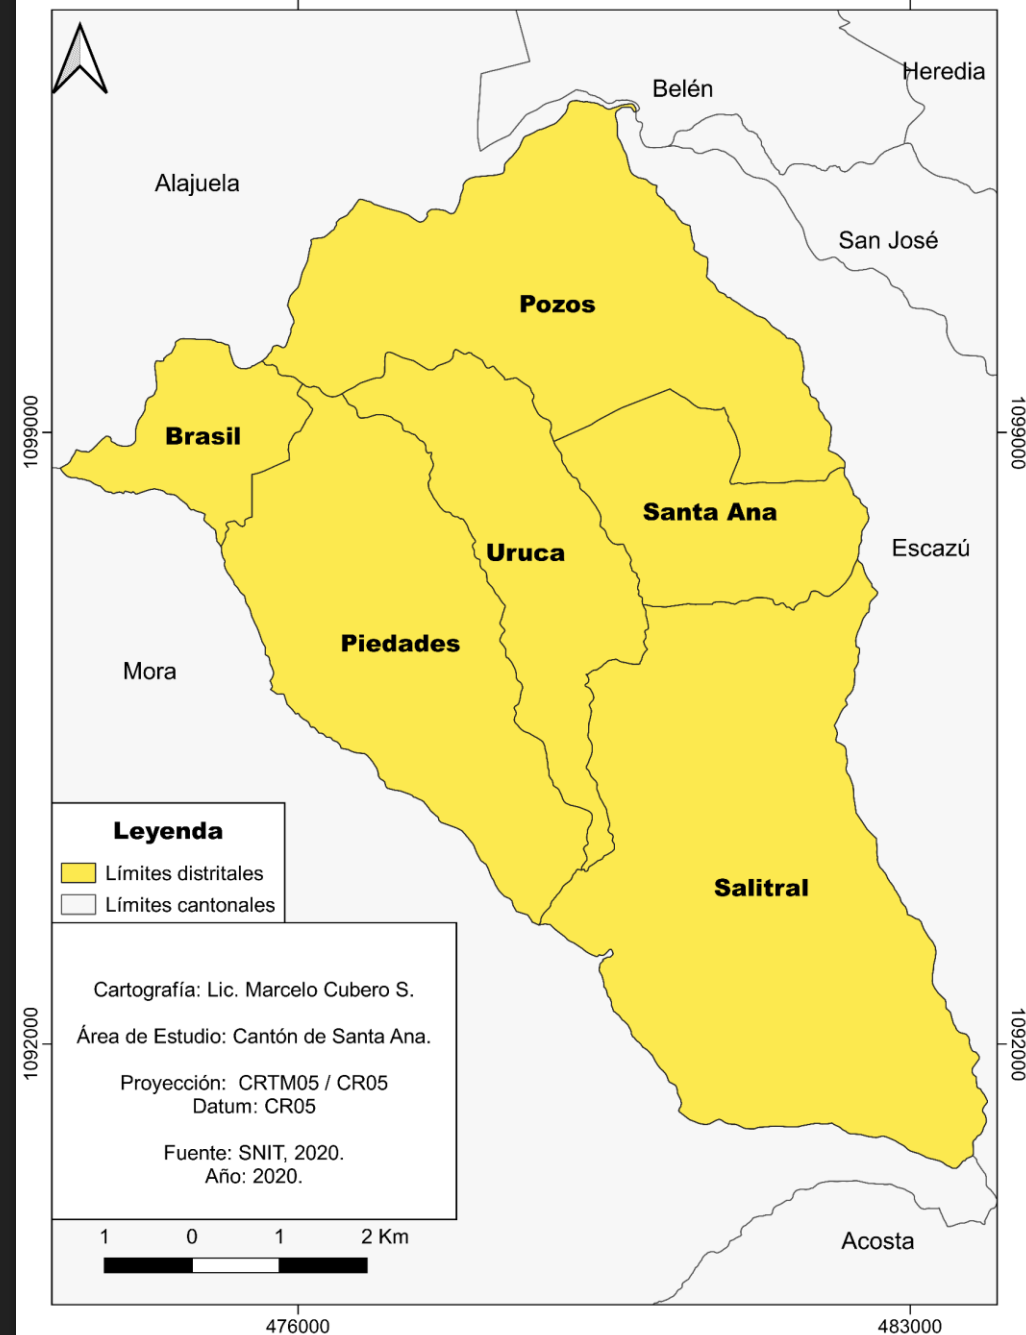 Heredia
Belén
Alajuela
San José
Pozos
1099000
Brasil
1099000
Santa Ana
Uruca
Escazú
Piedades
Mora
Leyenda
Límites distritales
Límites cantonales
Salitral
Cartografía: Lic. Marcelo Cubero S.
Área de Estudio: Cantón de Santa Ana.
Proyección: CRTM05 / CR05
Datum: CR05
Fuente: SNIT, 2020.
Año: 2020.
1092000
1092000
1 0 1 2 Km
Acosta
476000
483000